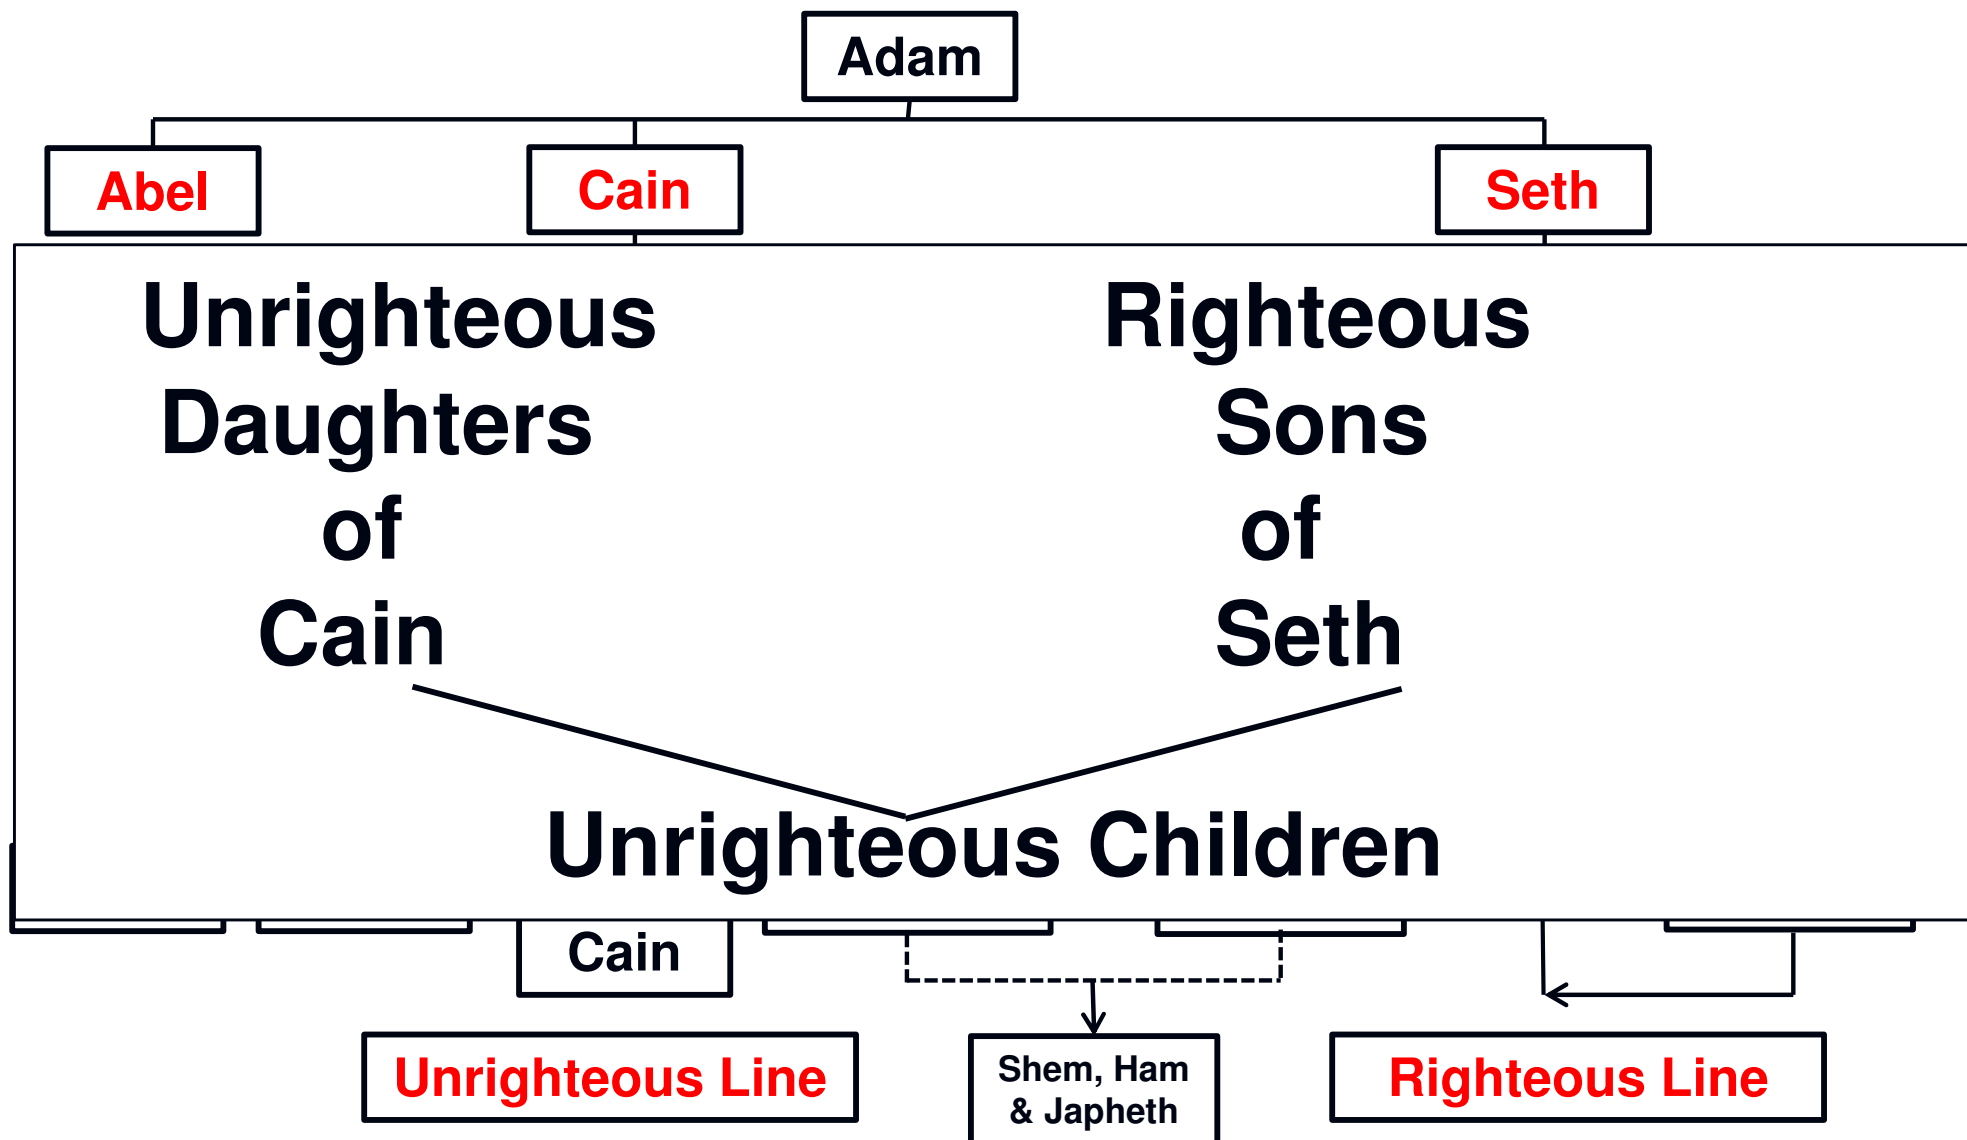 Adam
Abel
Cain
Seth
Unrighteous
Daughters
of
Cain
Righteous
Sons
of
Seth
Unrighteous Children
Cain
Unrighteous Line
Shem, Ham
& Japheth
Righteous Line